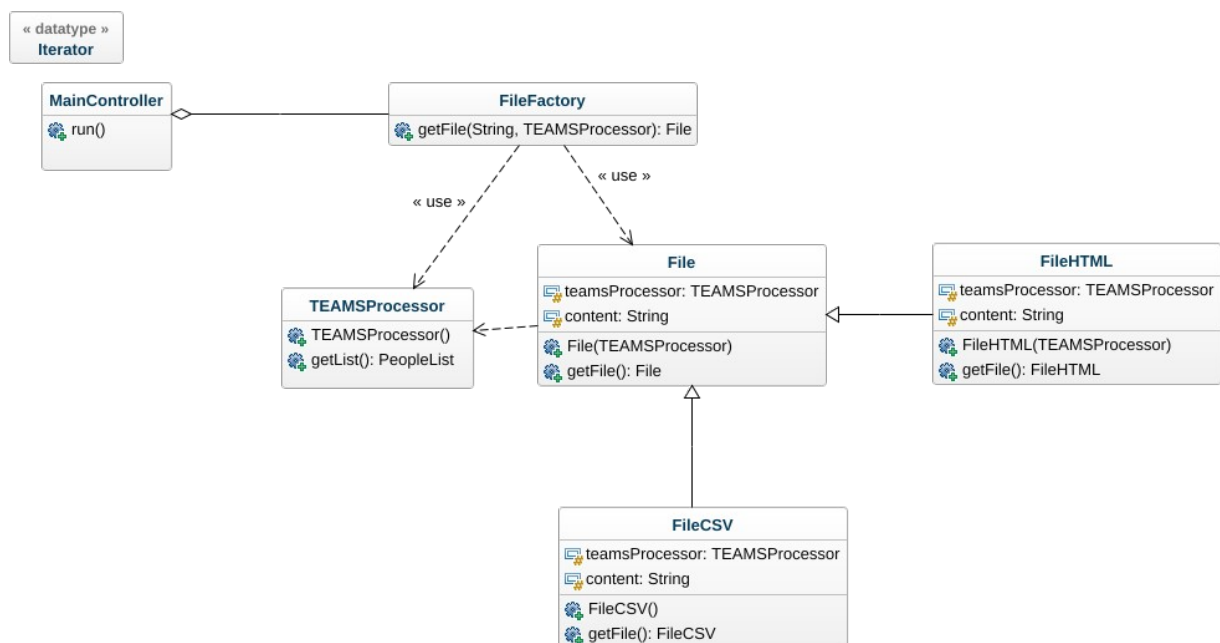 « datatype »
Iterator
MainController
run()
FileFactory
getFile(String, TEAMSProcessor): File
« use »
« use »
TEAMSProcessor
TEAMSProcessor()
getList(): PeopleList
File
teamsProcessor: TEAMSProcessor
content: String
File(TEAMSProcessor)
getFile(): File
FileHTML
teamsProcessor: TEAMSProcessor
content: String
FileHTML(TEAMSProcessor)
getFile(): FileHTML
FileCSV
teamsProcessor: TEAMSProcessor
content: String
FileCSV()
getFile(): FileCSV